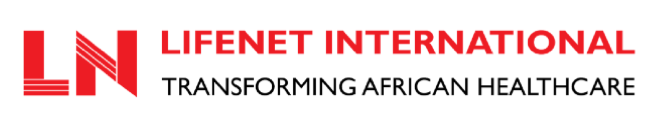 LN LIFENET INTERNATIONAL
TRANSFORMING AFRICAN HEALTHCARE